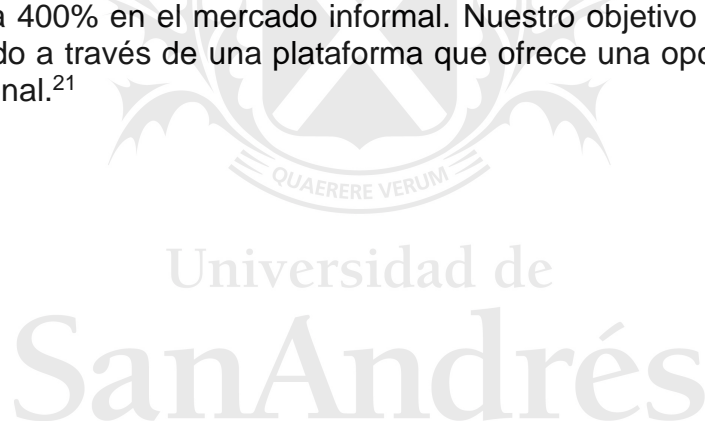 a 400% en el mercado informal. Nuestro objetivo
do a través de una plataforma que ofrece una opo
nal.²¹
QUAERERE VERUM
Universidad de
SanAndrés